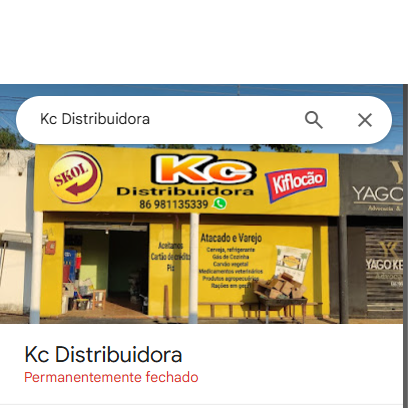 Kc Distribuidora
SKOL
Kc
Distribuidora
86 981135339
Kiflocão
YAGO
Aceitamos
Cartão de crédito
Pix
Atacado e Varejo
Cerveja, refrigerante
Gás de Cozinha
Carvão vegetal
Medicamentos veterinários
Produtos agropecuários
Rações em geral
YAGO KE
Kc Distribuidora
Permanentemente fechado